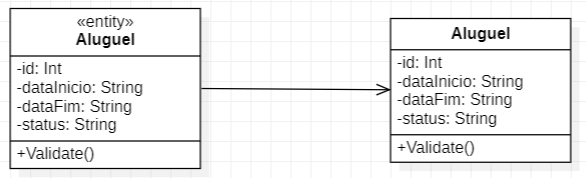 «entity»
Aluguel
-id: Int
-dataInicio: String
-dataFim: String
-status: String
+Validate()
Aluguel
-id: Int
-dataInicio: String
-dataFim: String
-status: String
+Validate()